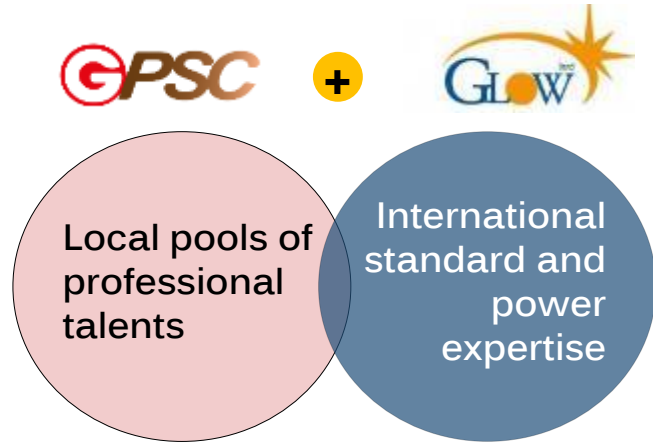 GPSC + GLOW
Local pools of
professional
talents
International
standard and
power
expertise